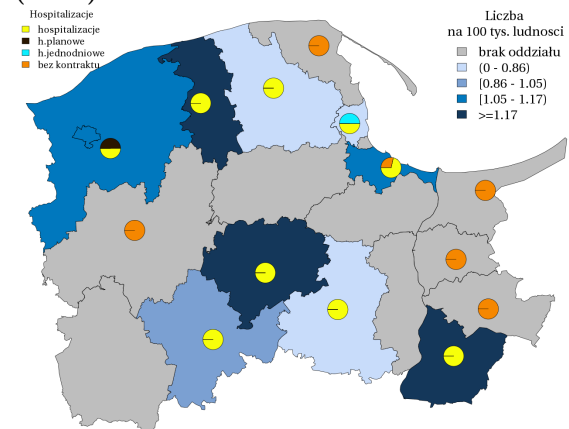 Hospitalizacje
hospitalizacje
h.planowe
h.jednodniowe
bez kontraktu
Liczba
na 100 tys. ludnosci
brak oddziału
(0 - 0.86)
[0.86 - 1.05)
[1.05 - 1.17)
>=1.17